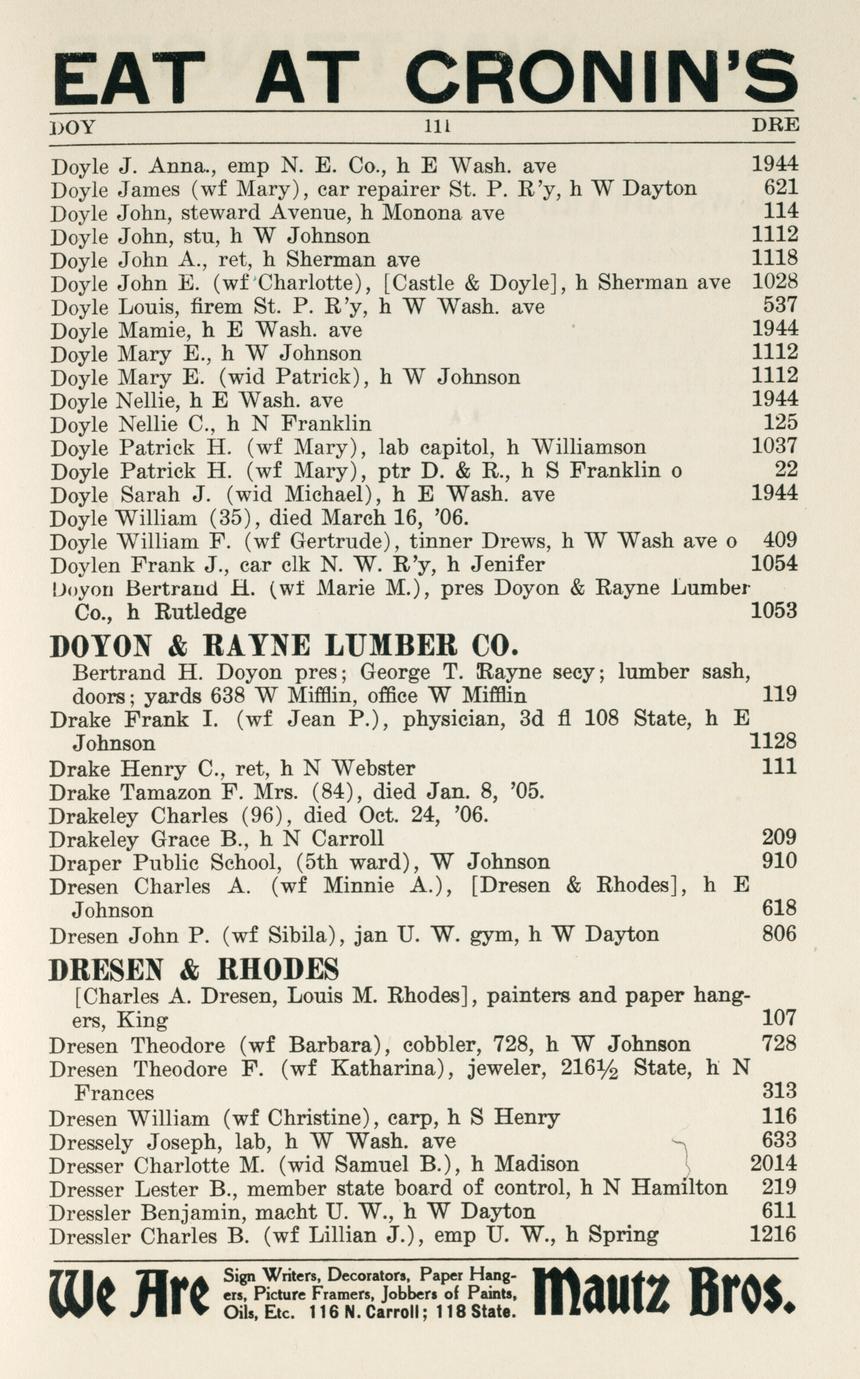 EAT AT CRONIN'S
DOY 111 DRE
Doyle J. Anna., emp N. E. Co., h E Wash. ave 1944
Doyle James (wf Mary), car repairer St. P. R'y, h W Dayton 621
Doyle John, steward Avenue, h Monona ave 114
Doyle John, stu, h W Johnson 1112
Doyle John A., ret, h Sherman ave 1118
Doyle John E. (wf Charlotte), [Castle & Doyle], h Sherman ave 1028
Doyle Louis, firem St. P. R'y, h W Wash. ave 537
Doyle Mamie, h E Wash. ave 1944
Doyle Mary E., h W Johnson 1112
Doyle Mary E. (wid Patrick), h W Johnson 1112
Doyle Nellie, h E Wash. ave 1944
Doyle Nellie C., h N Franklin 125
Doyle Patrick H. (wf Mary), lab capitol, h Williamson 1037
Doyle Patrick H. (wf Mary), ptr D. & R., h S Franklin o 22
Doyle Sarah J. (wid Michael), h E Wash. ave 1944
Doyle William (35), died March 16, '06.
Doyle William F. (wf Gertrude), tinner Drews, h W Wash ave o 409
Doylen Frank J., car clk N. W. R'y, h Jenifer 1054
Doyon Bertrand H. (wf Marie M.), pres Doyon & Rayne Lumber
Co., h Rutledge 1053
DOYON & RAYNE LUMBER CO.
Bertrand H. Doyon pres; George T. Rayne secy; lumber sash,
doors; yards 638 W Mifflin, office W Mifflin 119
Drake Frank I. (wf Jean P.), physician, 3d fl 108 State, h E
Johnson 1128
Drake Henry C., ret, h N Webster 111
Drake Tamazon F. Mrs. (84), died Jan. 8, '05.
Drakeley Charles (96), died Oct. 24, '06.
Drakeley Grace B., h N Carroll 209
Draper Public School, (5th ward), W Johnson 910
Dresen Charles A. (wf Minnie A.), [Dresen & Rhodes], h E
Johnson 618
Dresen John P. (wf Sibila), jan U. W. gym, h W Dayton 806
DRESEN & RHODES
[Charles A. Dresen, Louis M. Rhodes], painters and paper hang-
ers, King 107
Dresen Theodore (wf Barbara), cobbler, 728, h W Johnson 728
Dresen Theodore F. (wf Katharina), jeweler, 216½ State, h N
Frances 313
Dresen William (wf Christine), carp, h S Henry 116
Dressely Joseph, lab, h W Wash. ave 633
Dresser Charlotte M. (wid Samuel B.), h Madison 2014
Dresser Lester B., member state board of control, h N Hamilton 219
Dressler Benjamin, macht U. W., h W Dayton 611
Dressler Charles B. (wf Lillian J.), emp U. W., h Spring 1216
We Are Sign Writers, Decorators, Paper Hang-
ers, Picture Framers, Jobbers of Paints,
Oils, Etc. 116 N. Carroll; 118 State. Mautz Bros.